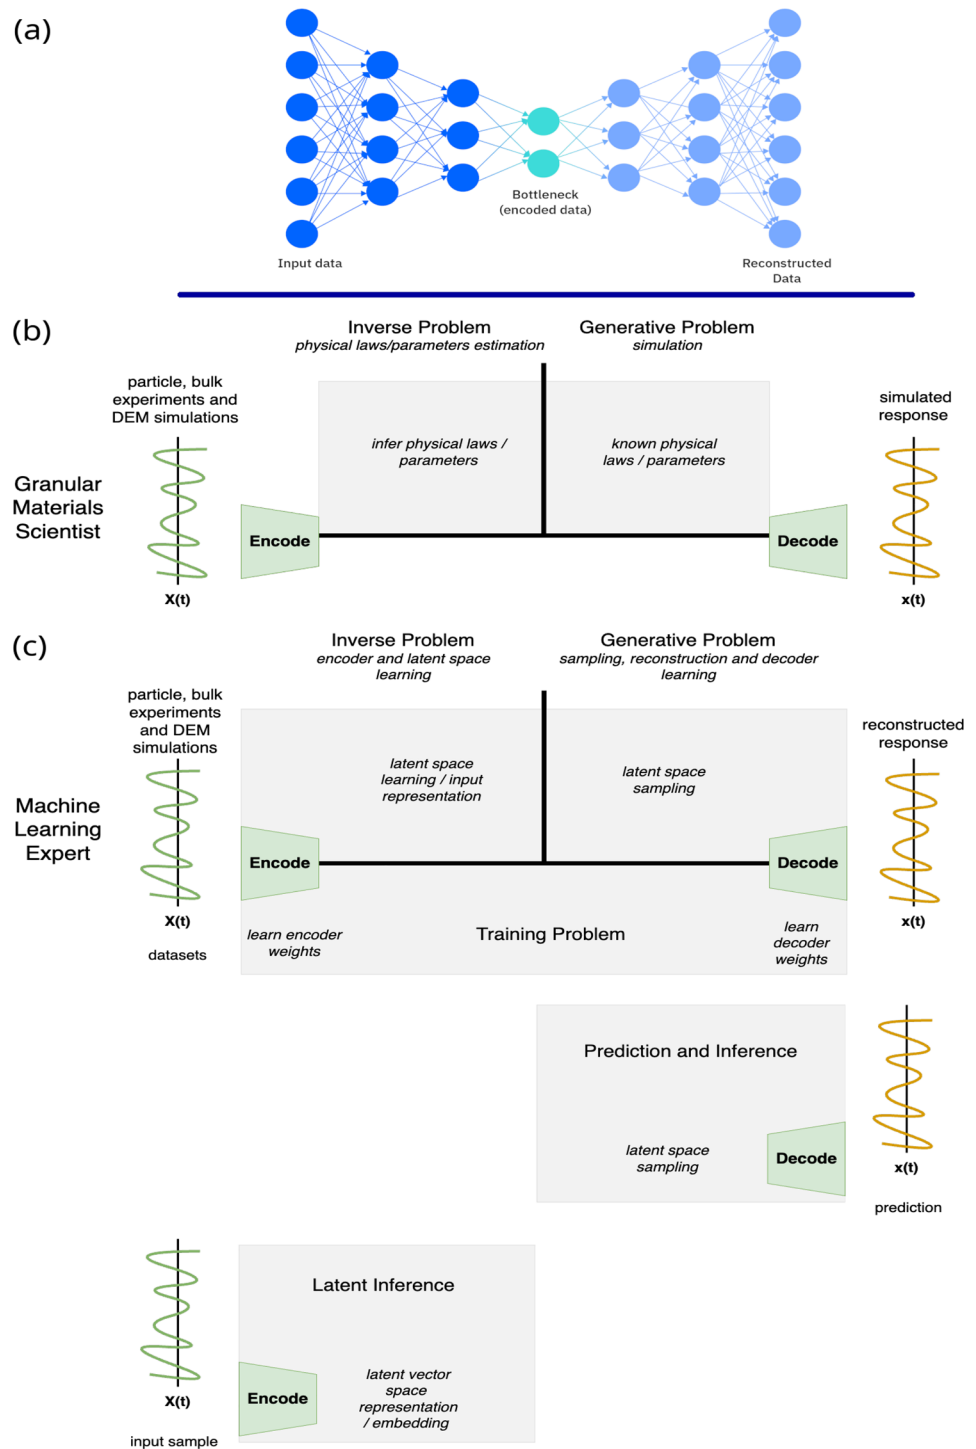 (a)
Bottleneck
(encoded data)
Input data
Reconstructed
Data
(b)
Inverse Problem
physical laws/parameters estimation
Generative Problem
simulation
particle, bulk
experiments and
DEM simulations
simulated
response
infer physical laws /
parameters
known physical
laws / parameters
Granular
Materials
Scientist
Encode
Decode
X(t)
x(t)
(c)
Inverse Problem
encoder and latent space
learning
Generative Problem
sampling, reconstruction and decoder
learning
particle, bulk
experiments
and DEM
simulations
reconstructed
response
latent space
learning / input
representation
latent space
sampling
Machine
Learning
Expert
Encode
Decode
X(t)
x(t)
datasets
learn encoder
weights
Training Problem
learn
decoder
weights
Prediction and Inference
latent space
sampling
Decode
x(t)
prediction
Latent Inference
Encode
latent vector
space
representation
/ embedding
X(t)
input sample